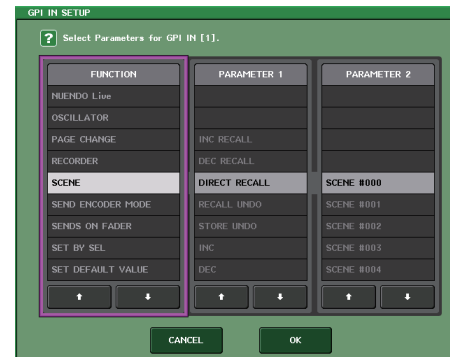 GPI IN SETUP
? Select Parameters for GPI IN [1].
FUNCTION PARAMETER 1 PARAMETER 2
NUENDO Live
OSCILLATOR
PAGE CHANGE INC RECALL
RECORDER DEC RECALL
SCENE DIRECT RECALL SCENE #000
SEND ENCODER MODE RECALL UNDO SCENE #001
SENDS ON FADER STORE UNDO SCENE #002
SET BY SEL INC SCENE #003
SET DEFAULT VALUE DEC SCENE #004
CANCEL OK